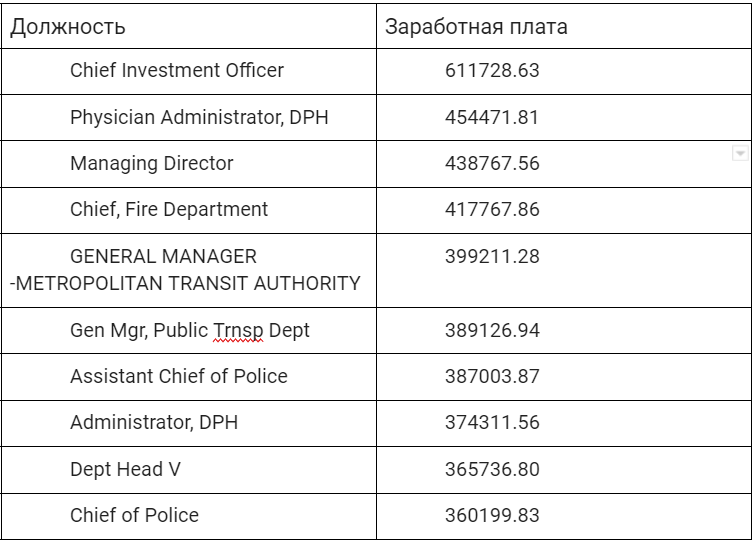 Должность Заработная плата
Chief Investment Officer 611728.63
Physician Administrator, DPH 454471.81
Managing Director 438767.56
Chief, Fire Department 417767.86
GENERAL MANAGER 399211.28
-METROPOLITAN TRANSIT AUTHORITY
Gen Mgr, Public Trnsp Dept 389126.94
Assistant Chief of Police 387003.87
Administrator, DPH 374311.56
Dept Head V 365736.80
Chief of Police 360199.83